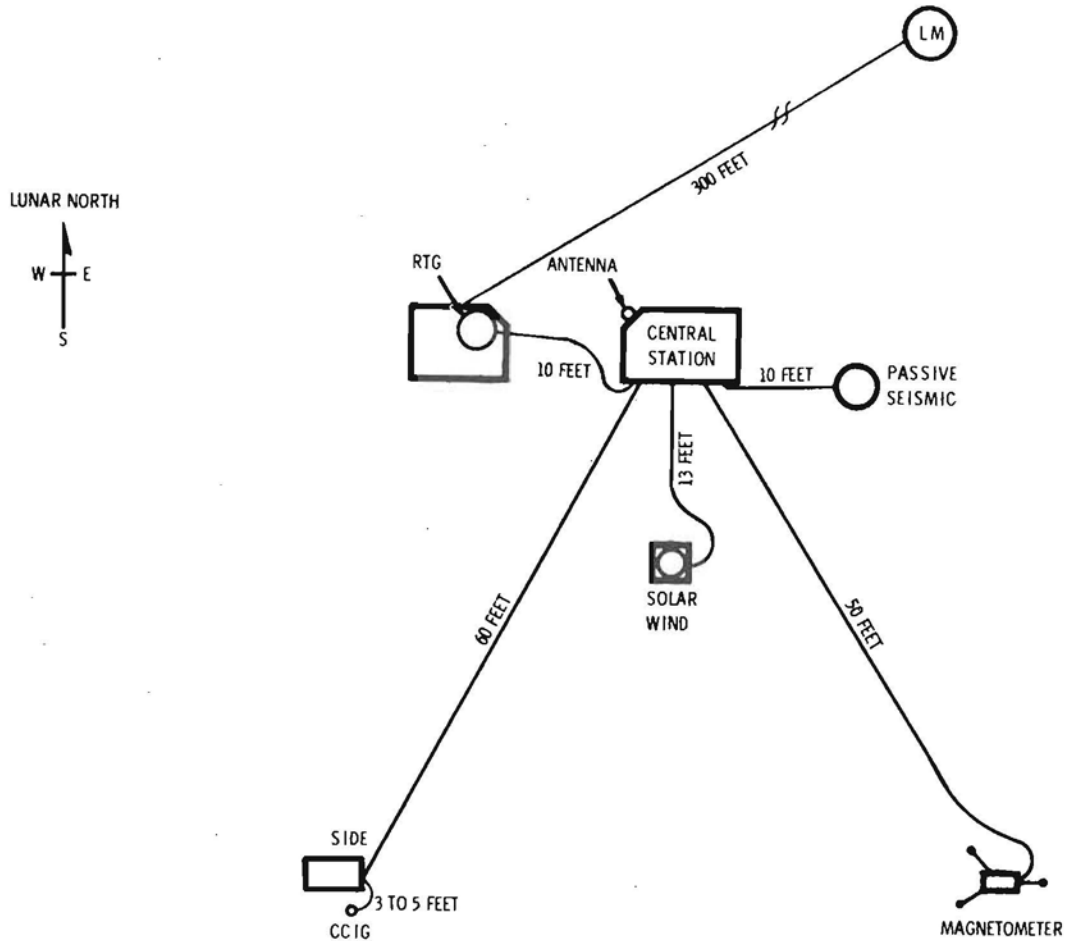 LM
300 FEET
LUNAR NORTH
W E
S
RTG
ANTENNA
CENTRAL
STATION
10 FEET
10 FEET
PASSIVE
SEISMIC
13 FEET
SOLAR
WIND
60 FEET
50 FEET
SIDE
3 TO 5 FEET
CCIG
MAGNETOMETER